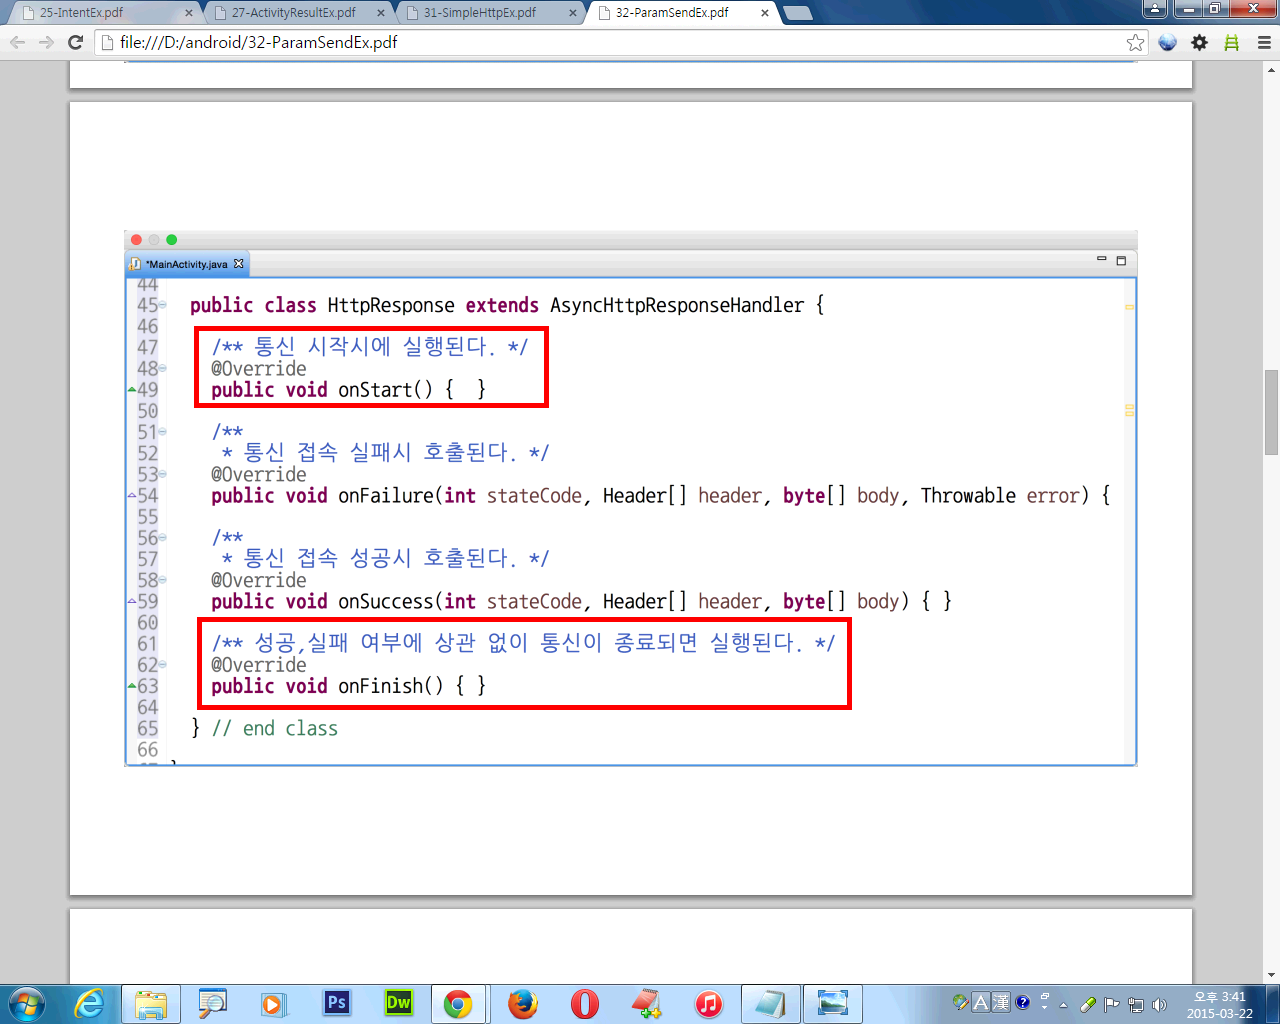 25-IntentEx.pdf
27-ActivityResultEx.pdf
31-SimpleHttpEx.pdf
32-ParamSendEx.pdf
file:///D:/android/32-ParamSendEx.pdf
*MainActivity.java
44
45 public class HttpResponse extends AsyncHttpResponseHandler {
46
47 /** 통신 시작시에 실행된다. */
48 @Override
49 public void onStart() {  }
50
51 /**
52 * 통신 접속 실패시 호출된다. */
53 @Override
54 public void onFailure(int stateCode, Header[] header, byte[] body, Throwable error) {
55
56 /**
57 * 통신 접속 성공시 호출된다. */
58 @Override
59 public void onSuccess(int stateCode, Header[] header, byte[] body) { }
60
61 /** 성공,실패 여부에 상관 없이 통신이 종료되면 실행된다. */
62 @Override
63 public void onFinish() { }
64
65 } // end class
66
Ps
Dw
A 漢
오후 3:41
2015-03-22